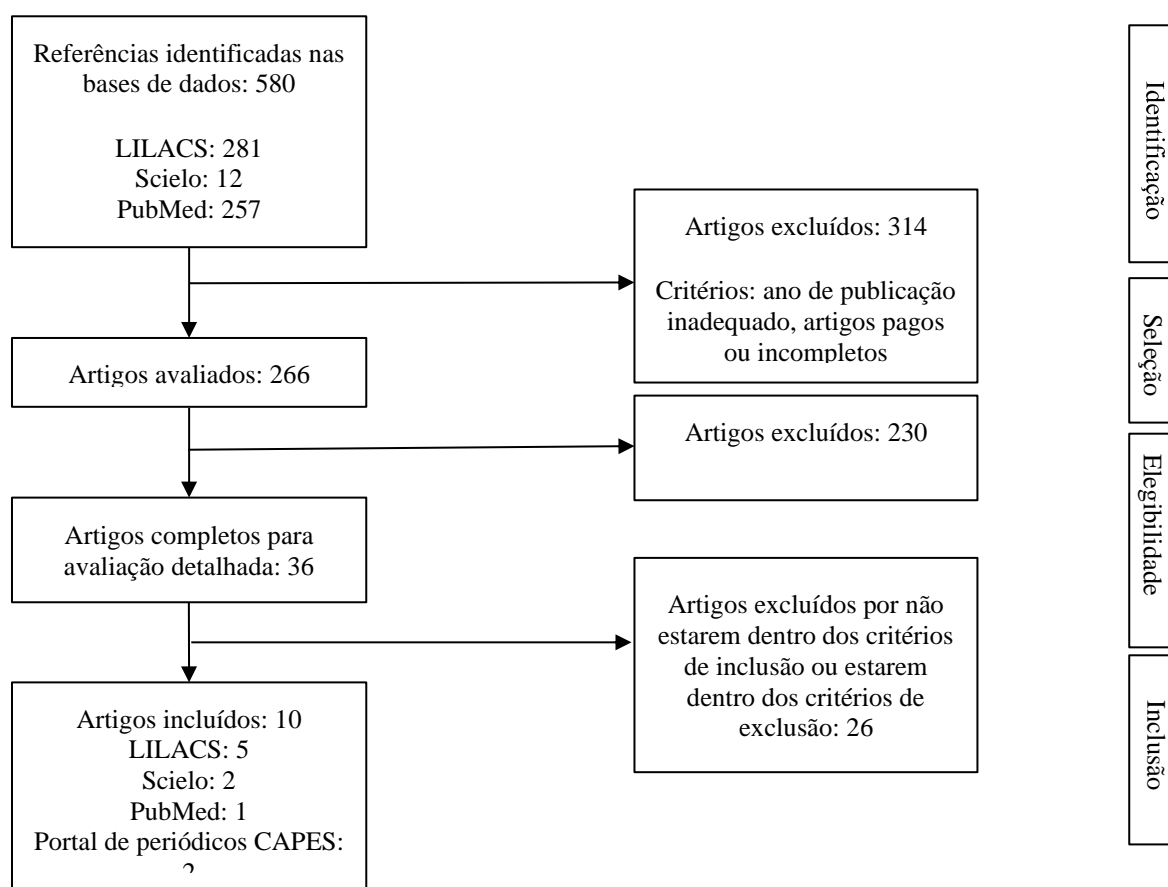 Referências identificadas nas
bases de dados: 580
LILACS: 281
Scielo: 12
PubMed: 257
Artigos excluídos: 314
Critérios: ano de publicação
inadequado, artigos pagos
ou incompletos
Artigos avaliados: 266
Artigos excluídos: 230
Artigos completos para
avaliação detalhada: 36
Artigos excluídos por não
estarem dentro dos critérios
de inclusão ou estarem
dentro dos critérios de
exclusão: 26
Artigos incluídos: 10
LILACS: 5
Scielo: 2
PubMed: 1
Portal de periódicos CAPES:
2
Identificação
Seleção
Elegibilidade
Inclusão